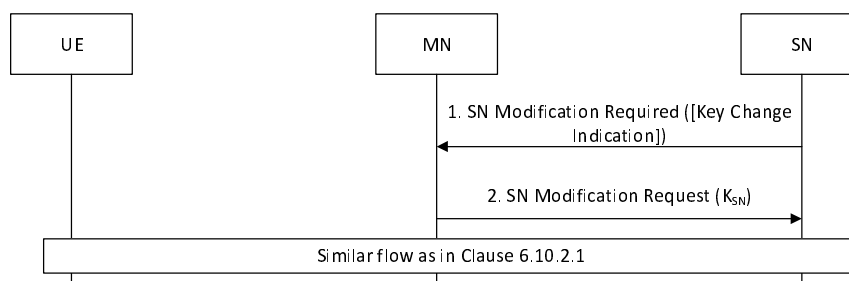 UE
MN
SN
1. SN Modification Required ([Key Change
Indication])
2. SN Modification Request (K_SN)
Similar flow as in Clause 6.10.2.1